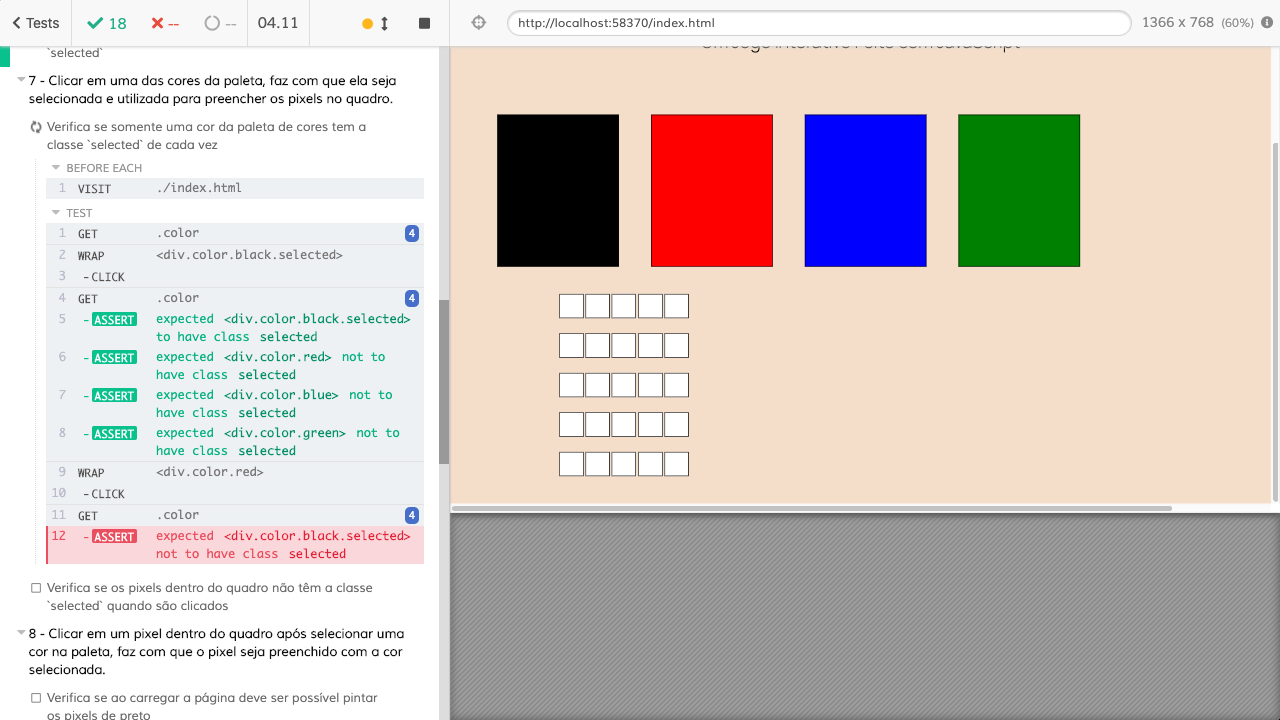 Tests
18
--
--
04.11
http://localhost:58370/index.html
1366 x 768 (60%)
`selected`
7 - Clicar em uma das cores da paleta, faz com que ela seja
selecionada e utilizada para preencher os pixels no quadro.
Verifica se somente uma cor da paleta de cores tem a
classe `selected` de cada vez
BEFORE EACH
1 VISIT ./index.html
TEST
1 GET .color 4
2 WRAP <div.color.black.selected>
3 - CLICK
4 GET .color 4
5 - ASSERT expected <div.color.black.selected>
to have class selected
6 - ASSERT expected <div.color.red> not to
have class selected
7 - ASSERT expected <div.color.blue> not to
have class selected
8 - ASSERT expected <div.color.green> not to
have class selected
9 WRAP <div.color.red>
10 - CLICK
11 GET .color 4
12 - ASSERT expected <div.color.black.selected>
not to have class selected
Verifica se os pixels dentro do quadro não têm a classe
`selected` quando são clicados
8 - Clicar em um pixel dentro do quadro após selecionar uma
cor na paleta, faz com que o pixel seja preenchido com a cor
selecionada.
Verifica se ao carregar a página deve ser possível pintar
os pixels de preto